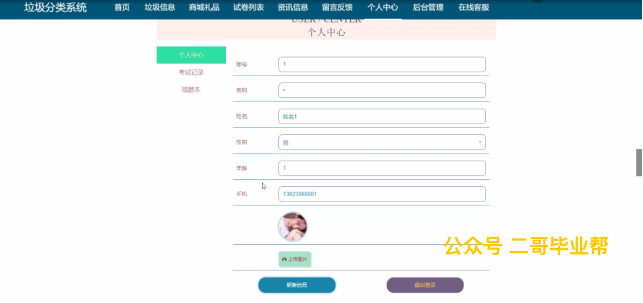 垃圾分类系统 首页 垃圾信息 商城礼品 试卷列表 资讯信息 留言反馈 个人中心 后台管理 在线客服
USER / CENTER
个人中心
个人中心
考试记录
错题本
账号 1
密码
姓名 姓名1
性别 男
年龄 1
手机 13823888881
上传图片
更新信息 退出登录
公众号 二哥毕业帮